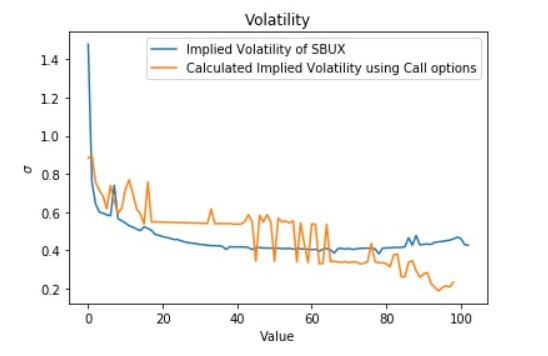 Volatility
Implied Volatility of SBUX
Calculated Implied Volatility using Call options
1.4
1.2
1.0
0.8
0.6
0.4
0.2
σ
0 20 40 60 80 100
Value